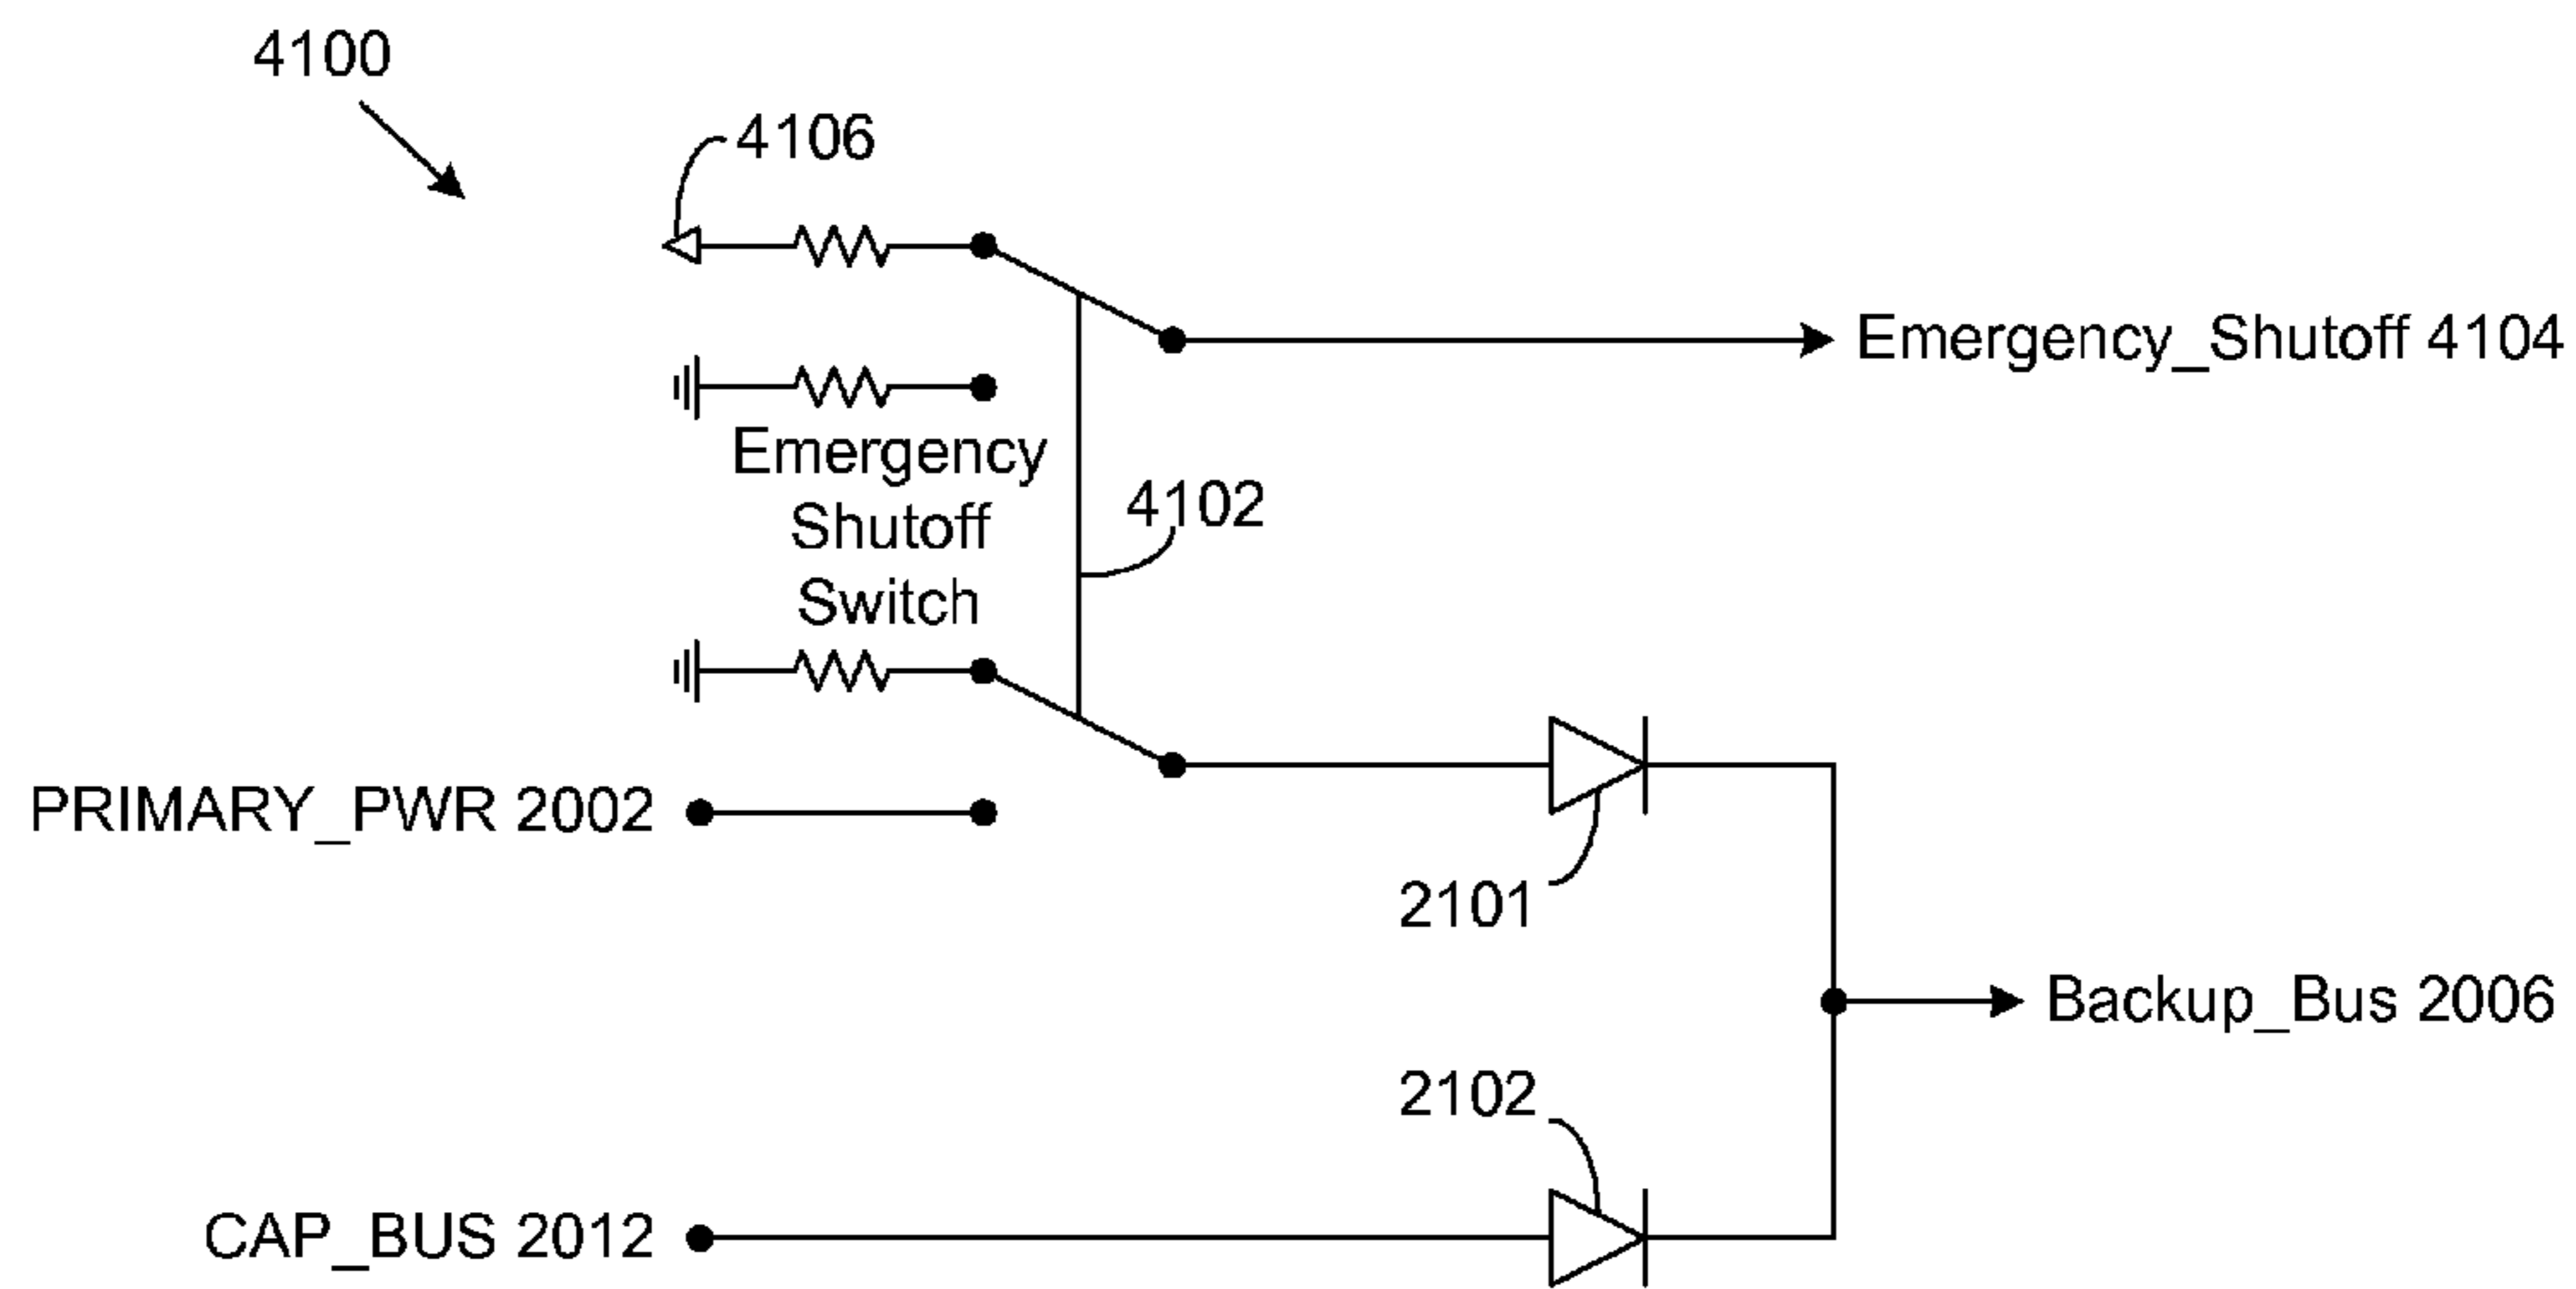 4100
4106
Emergency_Shutoff 4104
Emergency
Shutoff
Switch
4102
PRIMARY_PWR 2002
2101
Backup_Bus 2006
2102
CAP_BUS 2012